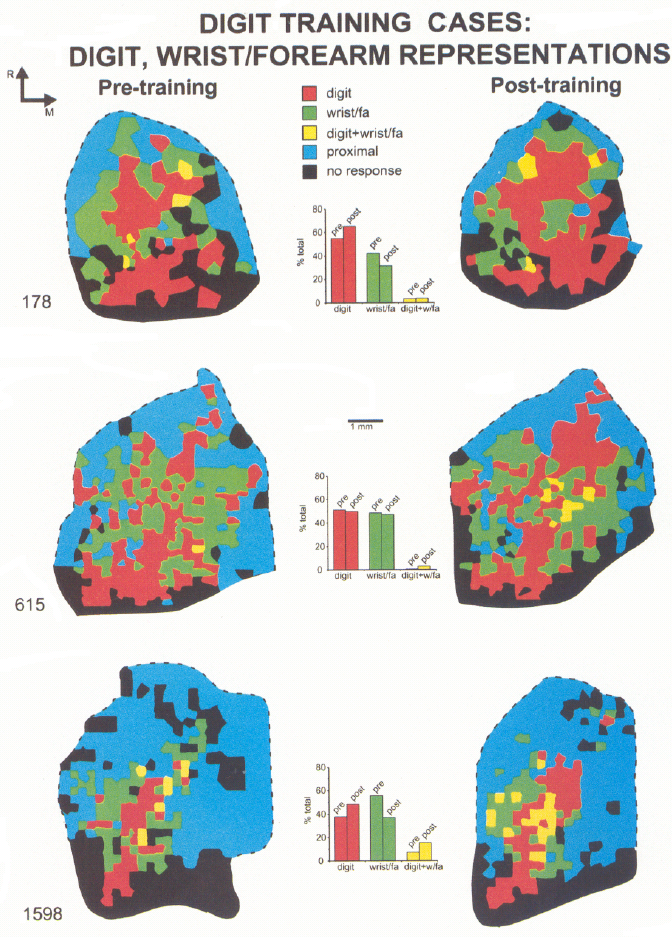 DIGIT TRAINING CASES:
DIGIT, WRIST/FOREARM REPRESENTATIONS
R
M
Pre-training
Post-training
digit
wrist/fa
digit+wrist/fa
proximal
no response
80
60
40
20
0
% total
pre
post
pre
post
pre
post
digit
wrist/fa
digit+w/fa
178
1 mm
80
60
40
20
0
% total
pre
post
pre
post
pre
post
digit
wrist/fa
digit+w/fa
615
80
60
40
20
0
% total
pre
post
pre
post
pre
post
digit
wrist/fa
digit+w/fa
1598